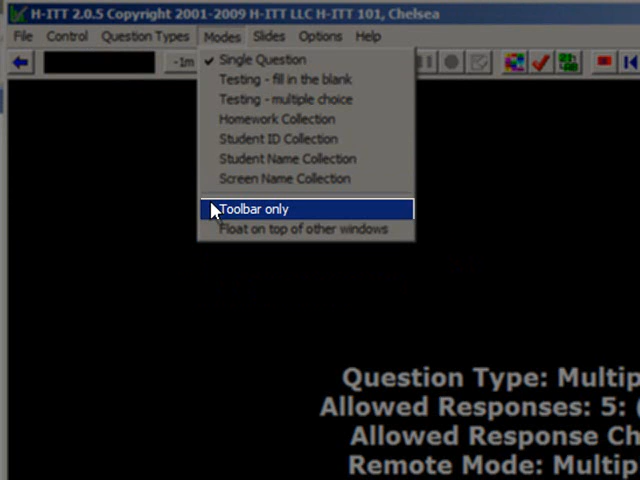 H-ITT 2.0.5 Copyright 2001-2009 H-ITT LLC H-ITT 101, Chelsea
File Control Question Types Modes Slides Options Help
-1m
Single Question
Testing - fill in the blank
Testing - multiple choice
Homework Collection
Student ID Collection
Student Name Collection
Screen Name Collection
Toolbar only
Float on top of other windows
Question Type: Multip
Allowed Responses: 5: (
Allowed Response Ch
Remote Mode: Multip